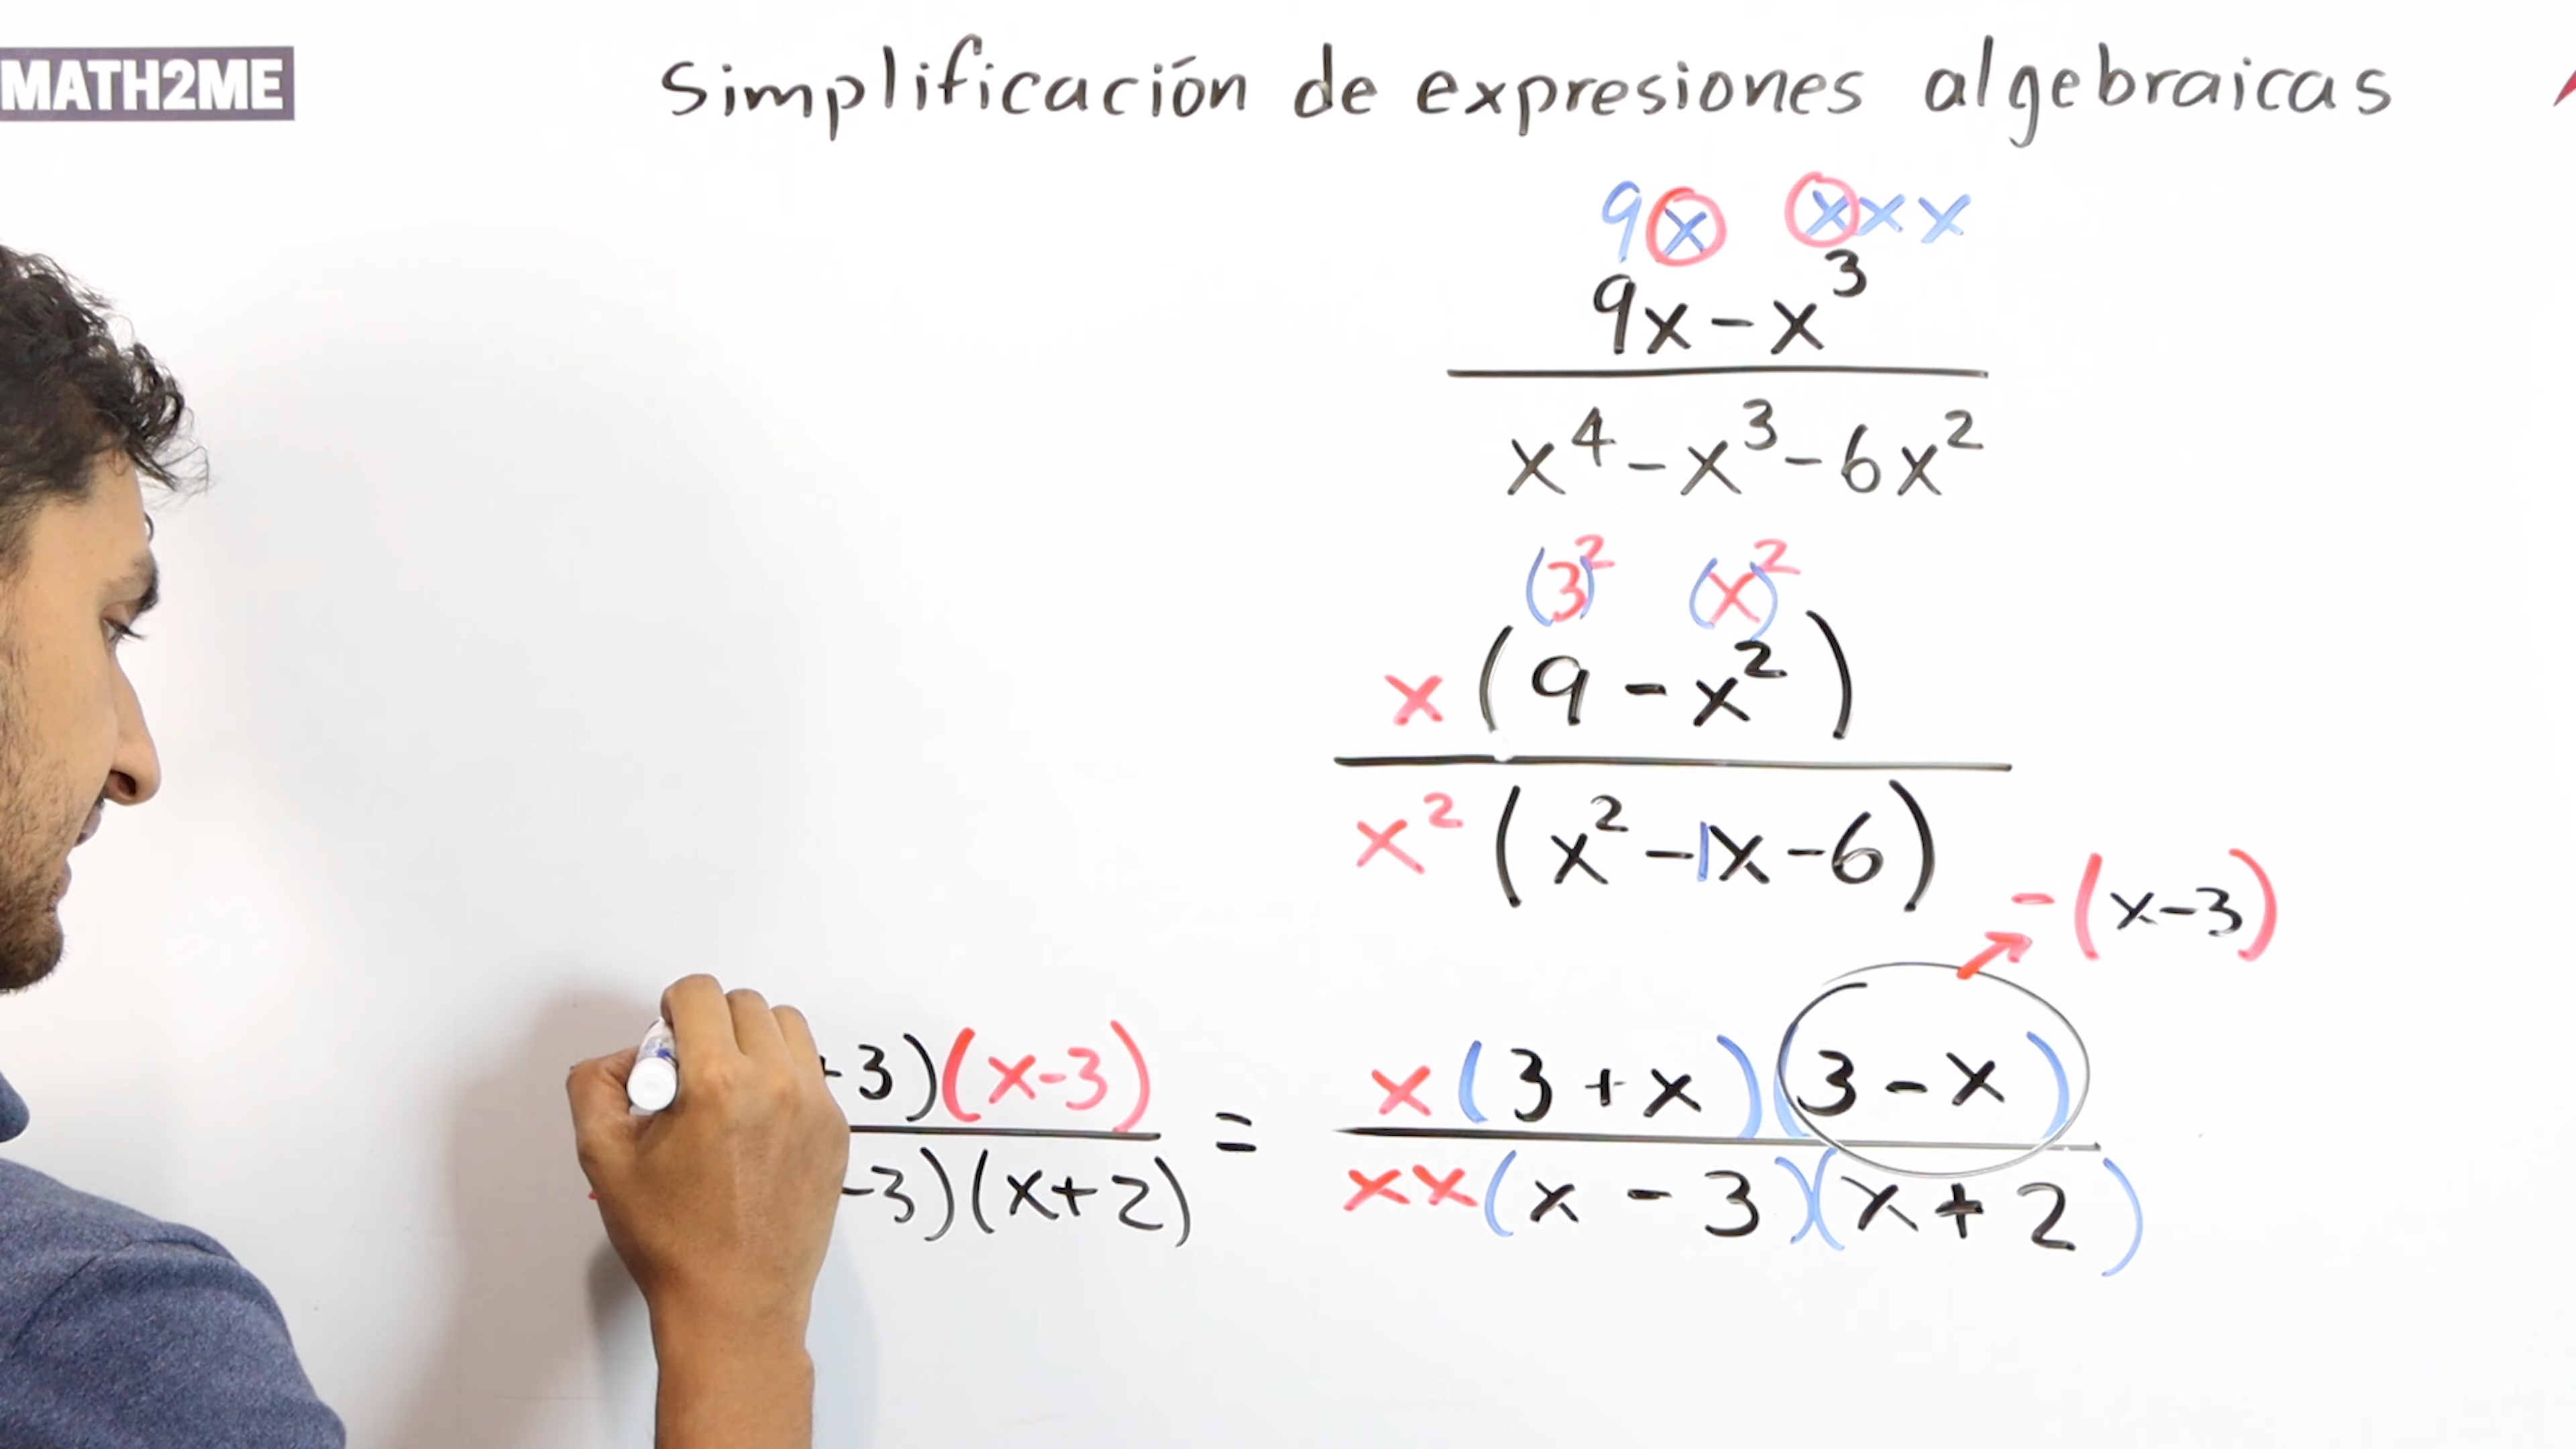 MATH2ME
Simplificación de expresiones algebraicas
9x xxx
9x - x³
x⁴ - x³ - 6x²
(3)² (x)²
x(9 - x²)
x²(x² - 1x - 6)
-(x-3)
+3)(x-3) = x(3 + x)(3 - x)
-3)(x+2) xx(x - 3)(x + 2)